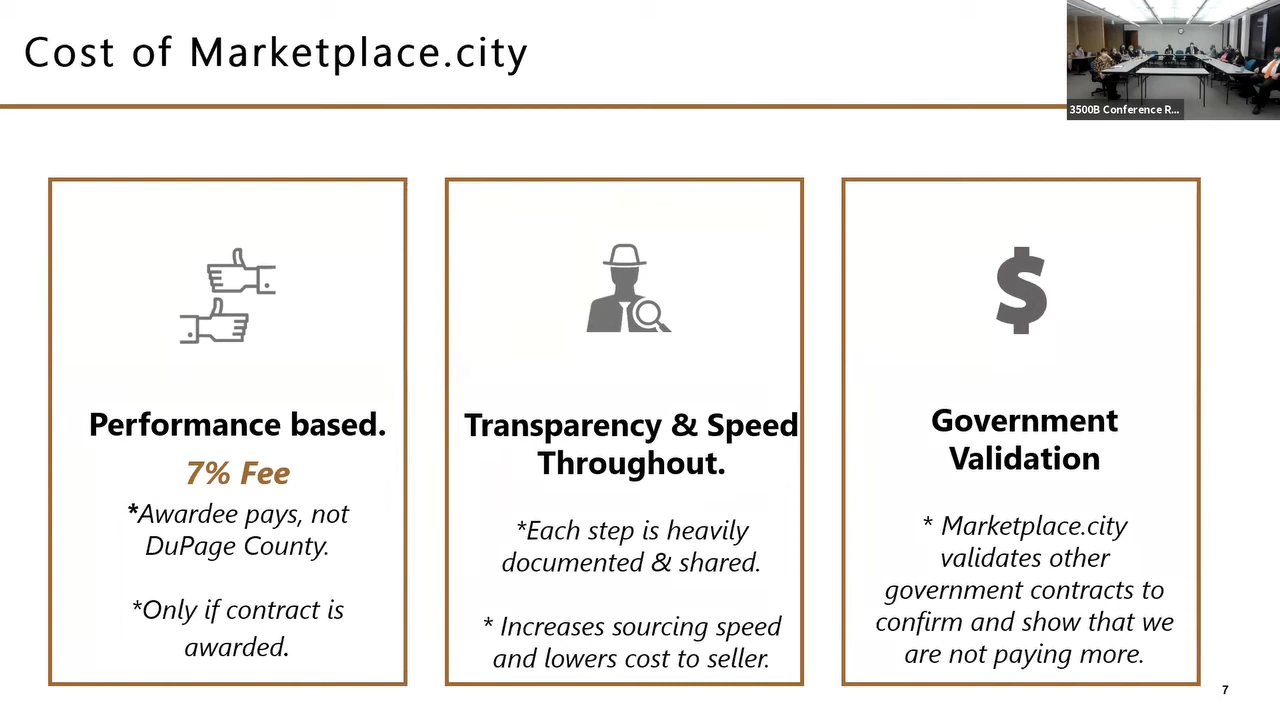 Cost of Marketplace.city
3500B Conference R...
Performance based.
7% Fee
*Awardee pays, not
DuPage County.
*Only if contract is
awarded.
Transparency & Speed
Throughout.
*Each step is heavily
documented & shared.
* Increases sourcing speed
and lowers cost to seller.
$
Government
Validation
* Marketplace.city
validates other
government contracts to
confirm and show that we
are not paying more.
7